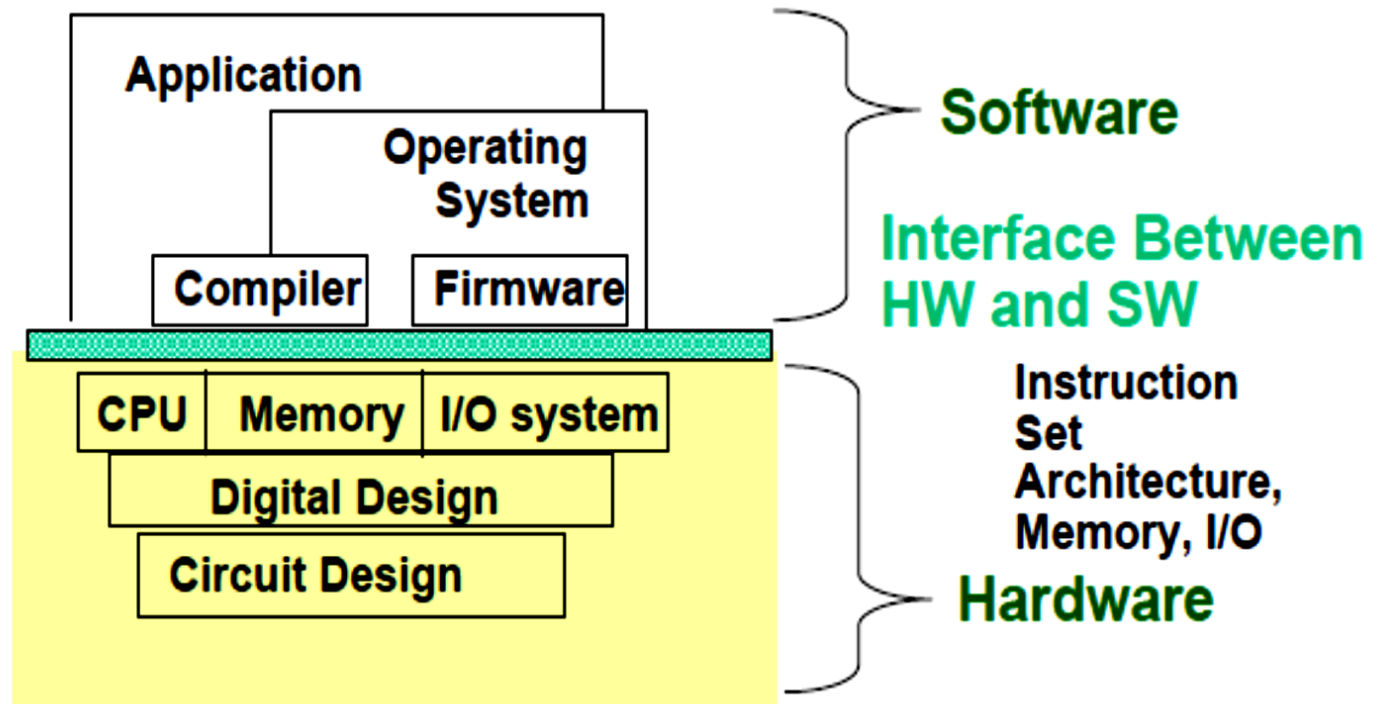 Application
Operating
System
Compiler
Firmware
CPU
Memory
I/O system
Digital Design
Circuit Design
Software
Interface Between
HW and SW
Instruction
Set
Architecture,
Memory, I/O
Hardware